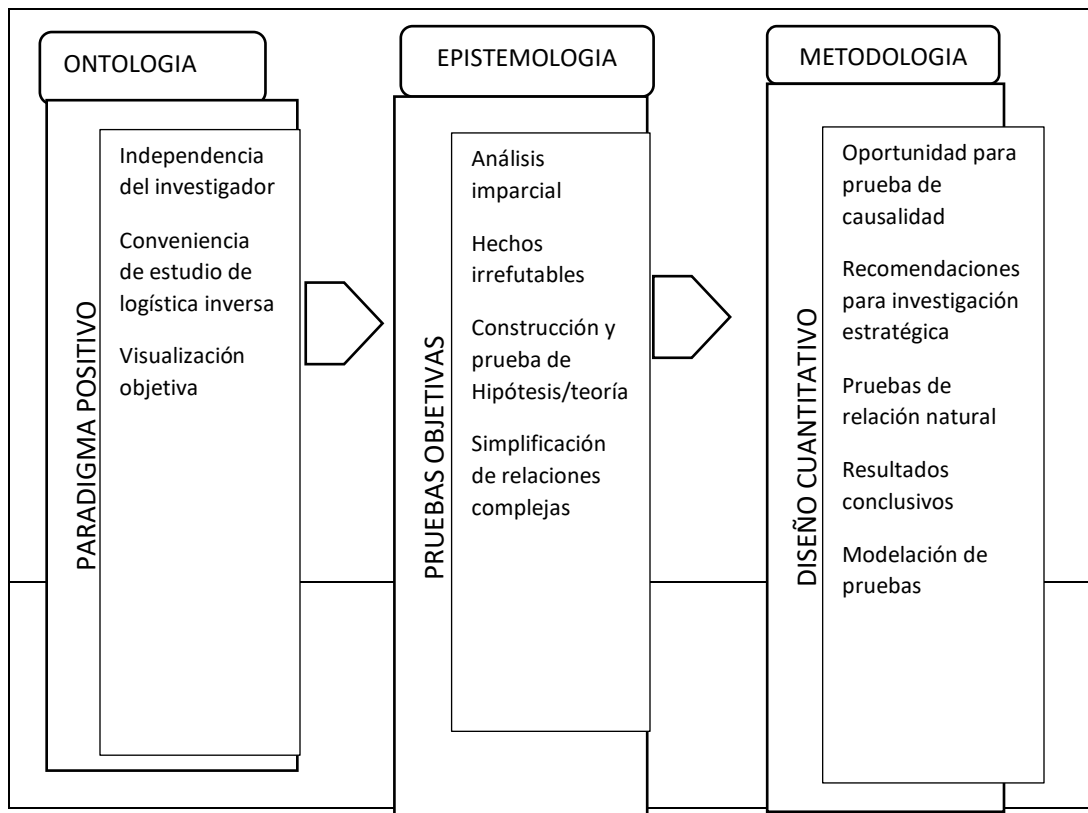 ONTOLOGIA
PARADIGMA POSITIVO
Independencia
del investigador
Conveniencia
de estudio de
logística inversa
Visualización
objetiva
EPISTEMOLOGIA
PRUEBAS OBJETIVAS
Análisis
imparcial
Hechos
irrefutables
Construcción y
prueba de
Hipótesis/teoría
Simplificación
de relaciones
complejas
METODOLOGIA
DISEÑO CUANTITATIVO
Oportunidad para
prueba de
causalidad
Recomendaciones
para investigación
estratégica
Pruebas de
relación natural
Resultados
conclusivos
Modelación de
pruebas